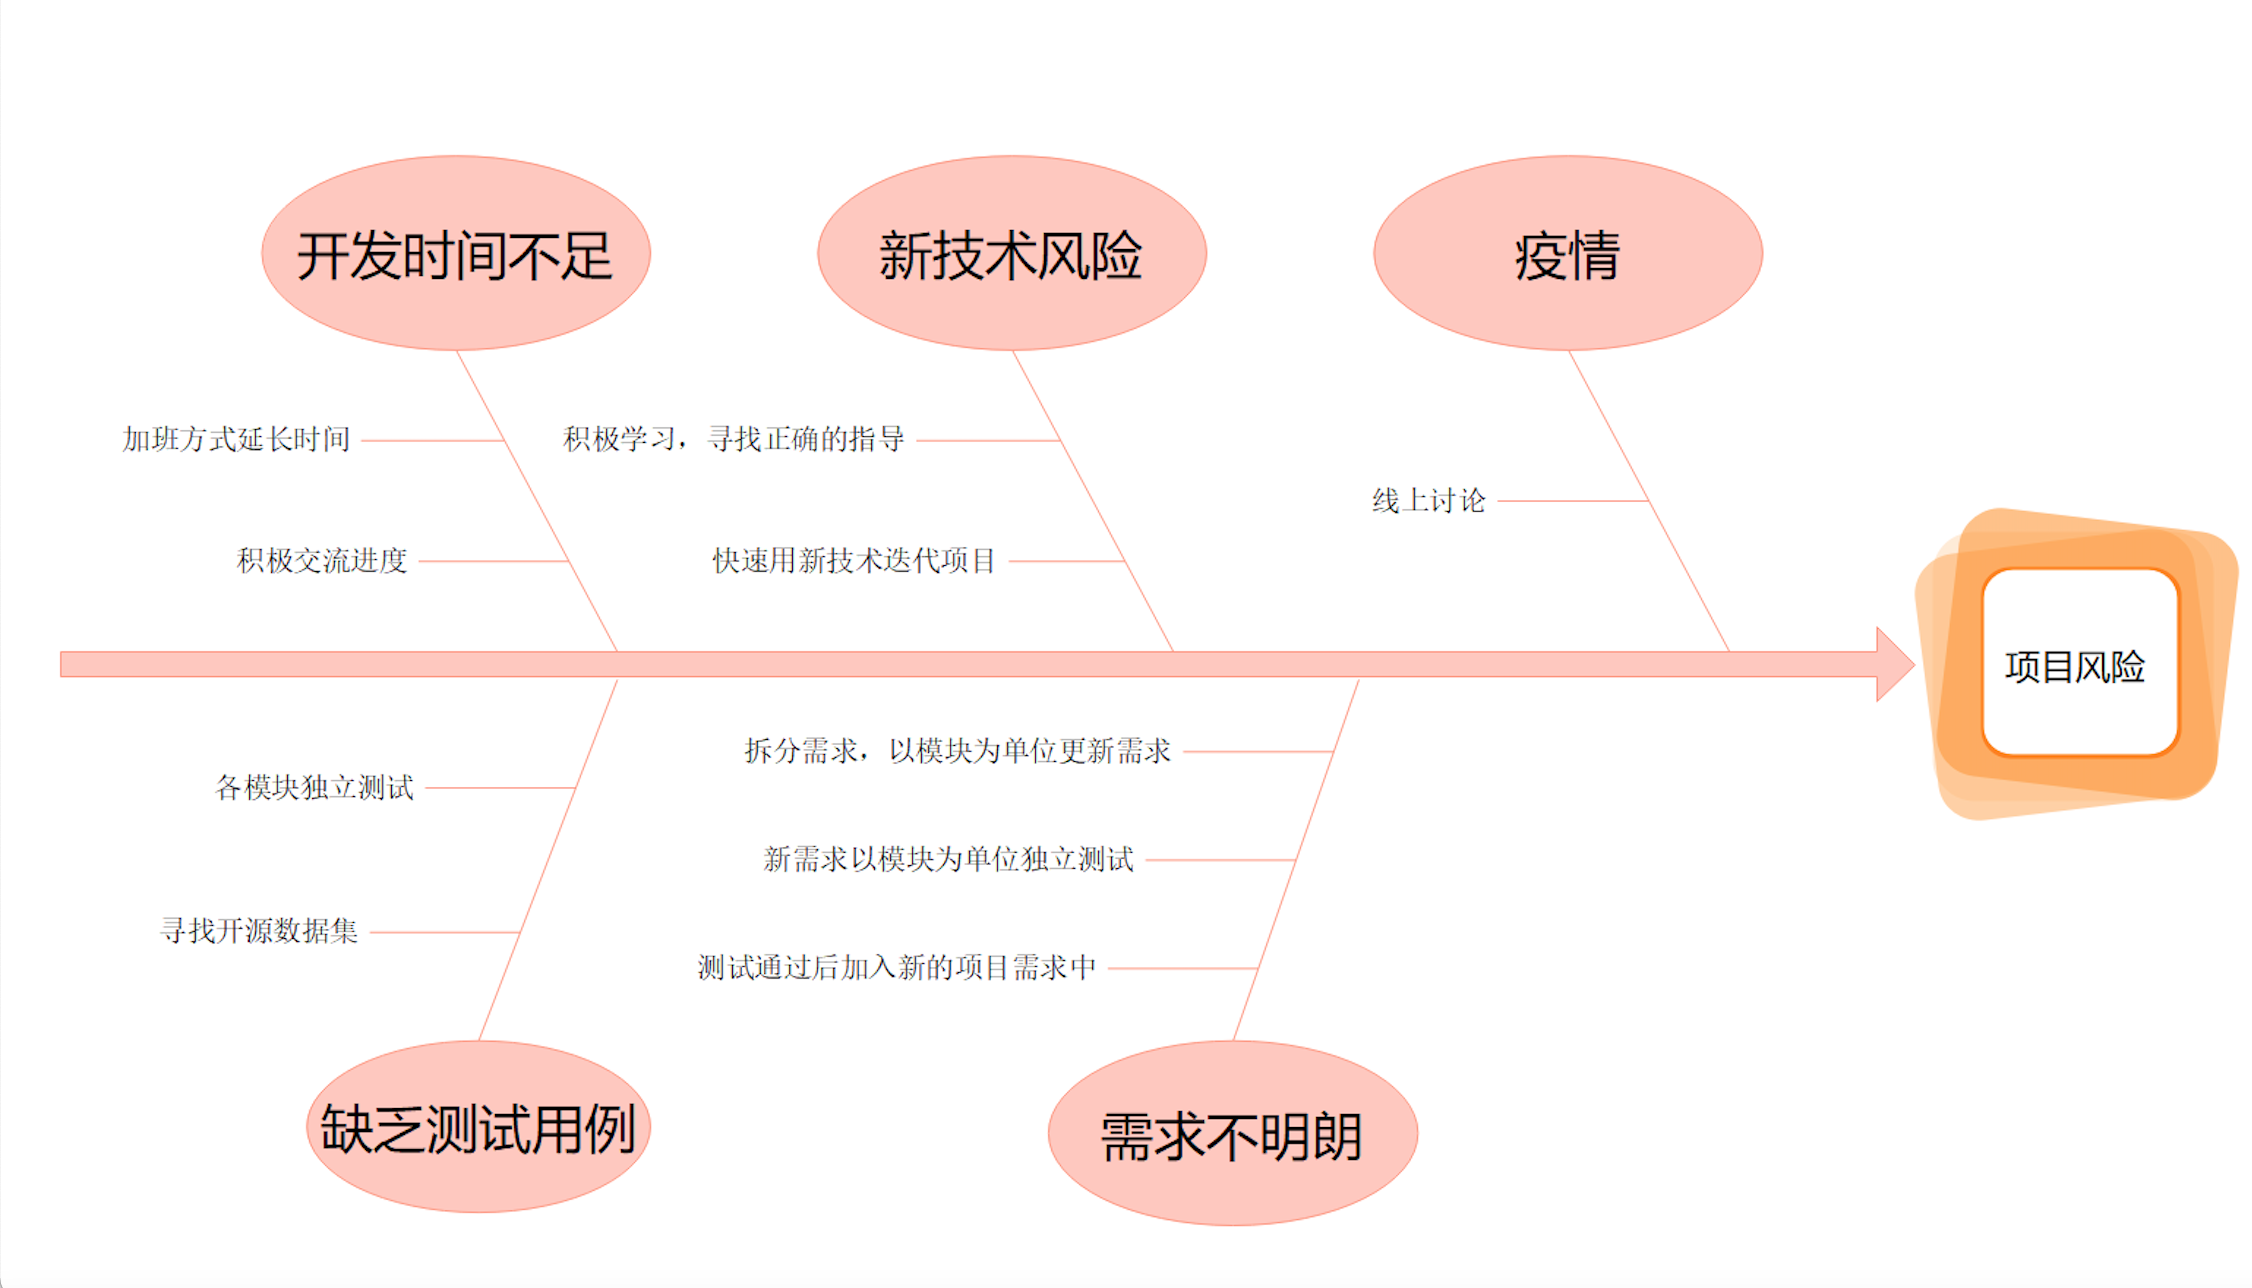 开发时间不足
新技术风险
疫情
加班方式延长时间
积极学习，寻找正确的指导
线上讨论
积极交流进度
快速用新技术迭代项目
项目风险
拆分需求，以模块为单位更新需求
各模块独立测试
新需求以模块为单位独立测试
寻找开源数据集
测试通过后加入新的项目需求中
缺乏测试用例
需求不明朗